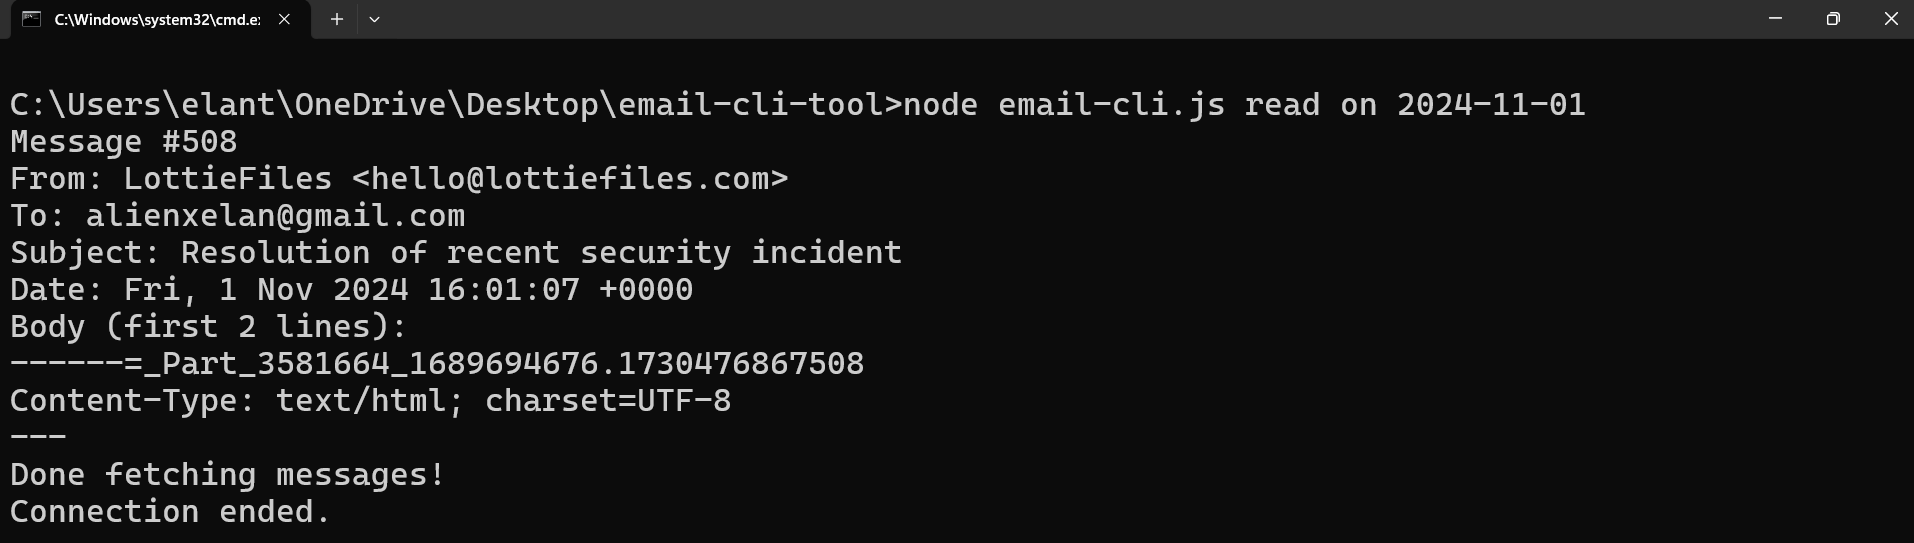 C:\Windows\system32\cmd.e:
C:\Users\elant\OneDrive\Desktop\email-cli-tool>node email-cli.js read on 2024-11-01
Message #508
From: LottieFiles <hello@lottiefiles.com>
To: alienxelan@gmail.com
Subject: Resolution of recent security incident
Date: Fri, 1 Nov 2024 16:01:07 +0000
Body (first 2 lines):
------=_Part_3581664_1689694676.1730476867508
Content-Type: text/html; charset=UTF-8
---
Done fetching messages!
Connection ended.